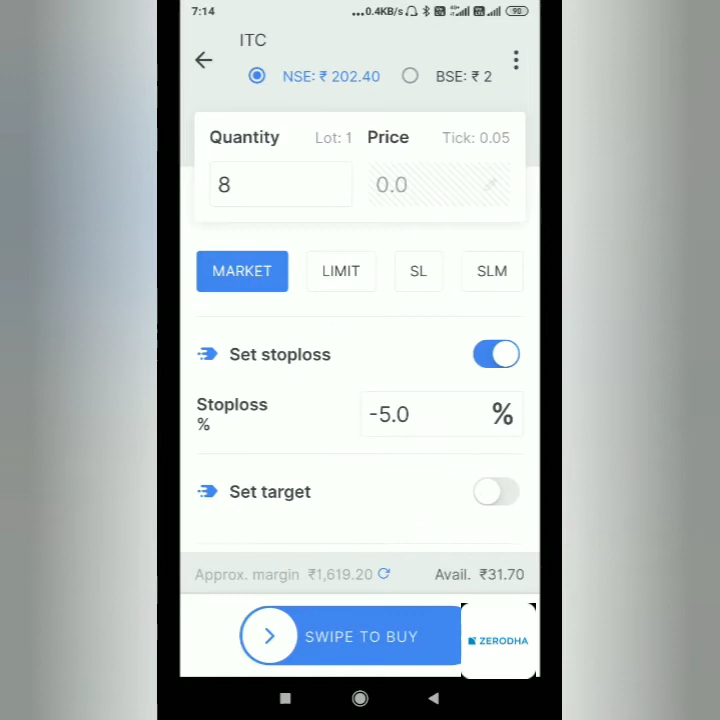 7:14
...0.4KB/s
90
ITC
NSE: ₹ 202.40
BSE: ₹ 2
Quantity
Lot: 1
Price
Tick: 0.05
8
0.0
MARKET
LIMIT
SL
SLM
Set stoploss
Stoploss
%
-5.0
%
Set target
Approx. margin ₹1,619.20
Avail. ₹31.70
SWIPE TO BUY
ZERODHA